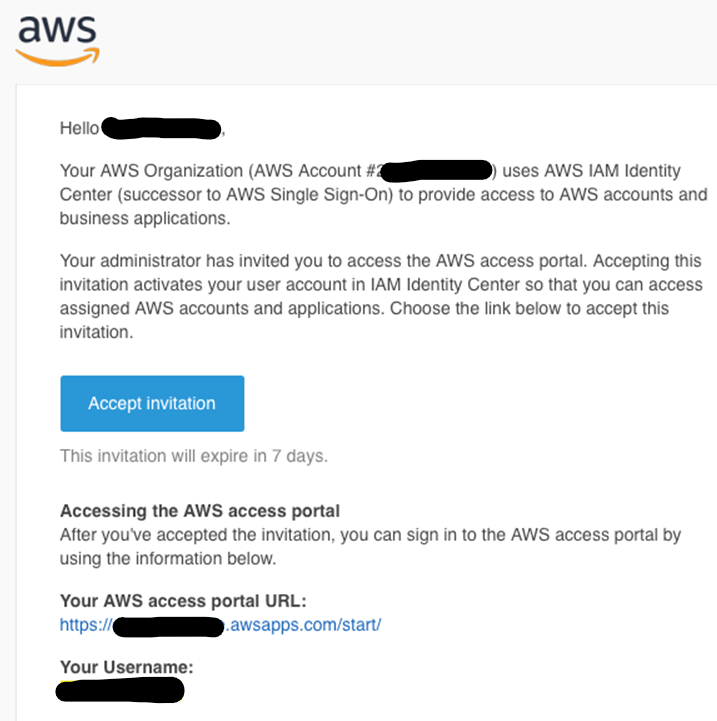 aws
Hello ,
Your AWS Organization (AWS Account # ) uses AWS IAM Identity
Center (successor to AWS Single Sign-On) to provide access to AWS accounts and
business applications.
Your administrator has invited you to access the AWS access portal. Accepting this
invitation activates your user account in IAM Identity Center so that you can access
assigned AWS accounts and applications. Choose the link below to accept this
invitation.
Accept invitation
This invitation will expire in 7 days.
Accessing the AWS access portal
After you've accepted the invitation, you can sign in to the AWS access portal by
using the information below.
Your AWS access portal URL:
https:// .awsapps.com/start/
Your Username: